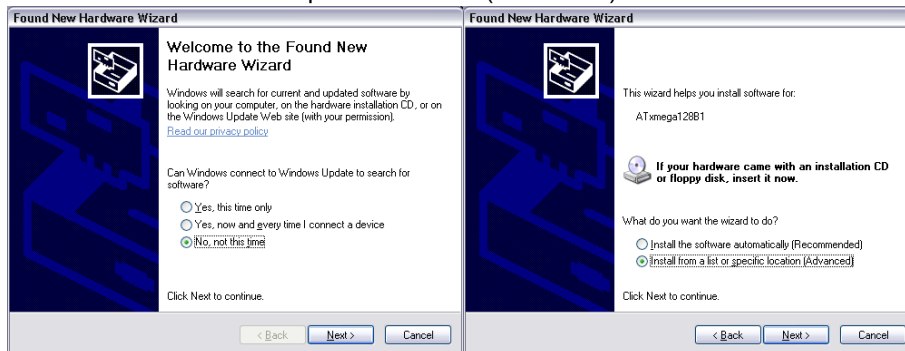 Found New Hardware Wizard
Welcome to the Found New
Hardware Wizard
Windows will search for current and updated software by
looking on your computer, on the hardware installation CD, or on
the Windows Update Web site (with your permission).
Read our privacy policy
Can Windows connect to Windows Update to search for
software?
Yes, this time only
Yes, now and every time I connect a device
No, not this time
Click Next to continue.
< Back
Next >
Cancel
Found New Hardware Wizard
This wizard helps you install software for:
ATxmega128B1
If your hardware came with an installation CD
or floppy disk, insert it now.
What do you want the wizard to do?
Install the software automatically (Recommended)
Install from a list or specific location (Advanced)
Click Next to continue.
< Back
Next >
Cancel